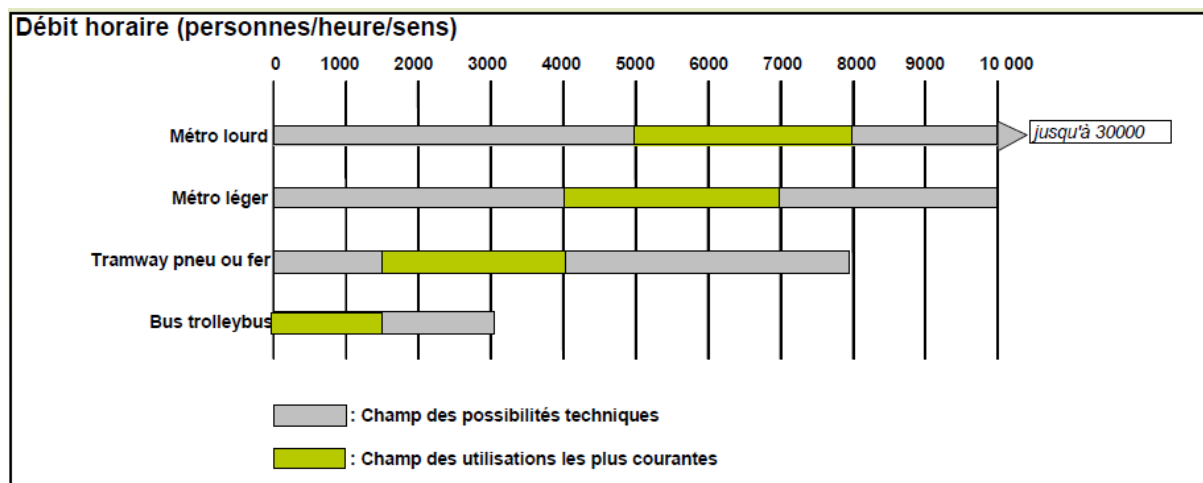 Débit horaire (personnes/heure/sens)
0 1000 2000 3000 4000 5000 6000 7000 8000 9000 10 000
Métro lourd
jusqu'à 30000
Métro léger
Tramway pneu ou fer
Bus trolleybus
: Champ des possibilités techniques
: Champ des utilisations les plus courantes